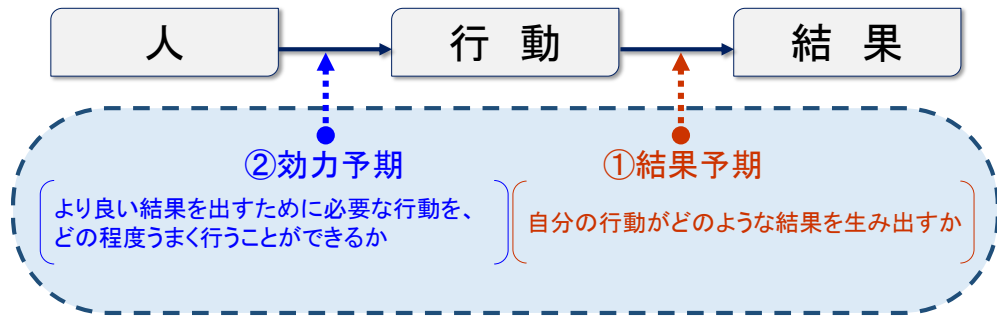 人
行 動
結 果
②効力予期
より良い結果を出すために必要な行動を、
どの程度うまく行うことができるか
①結果予期
自分の行動がどのような結果を生み出すか